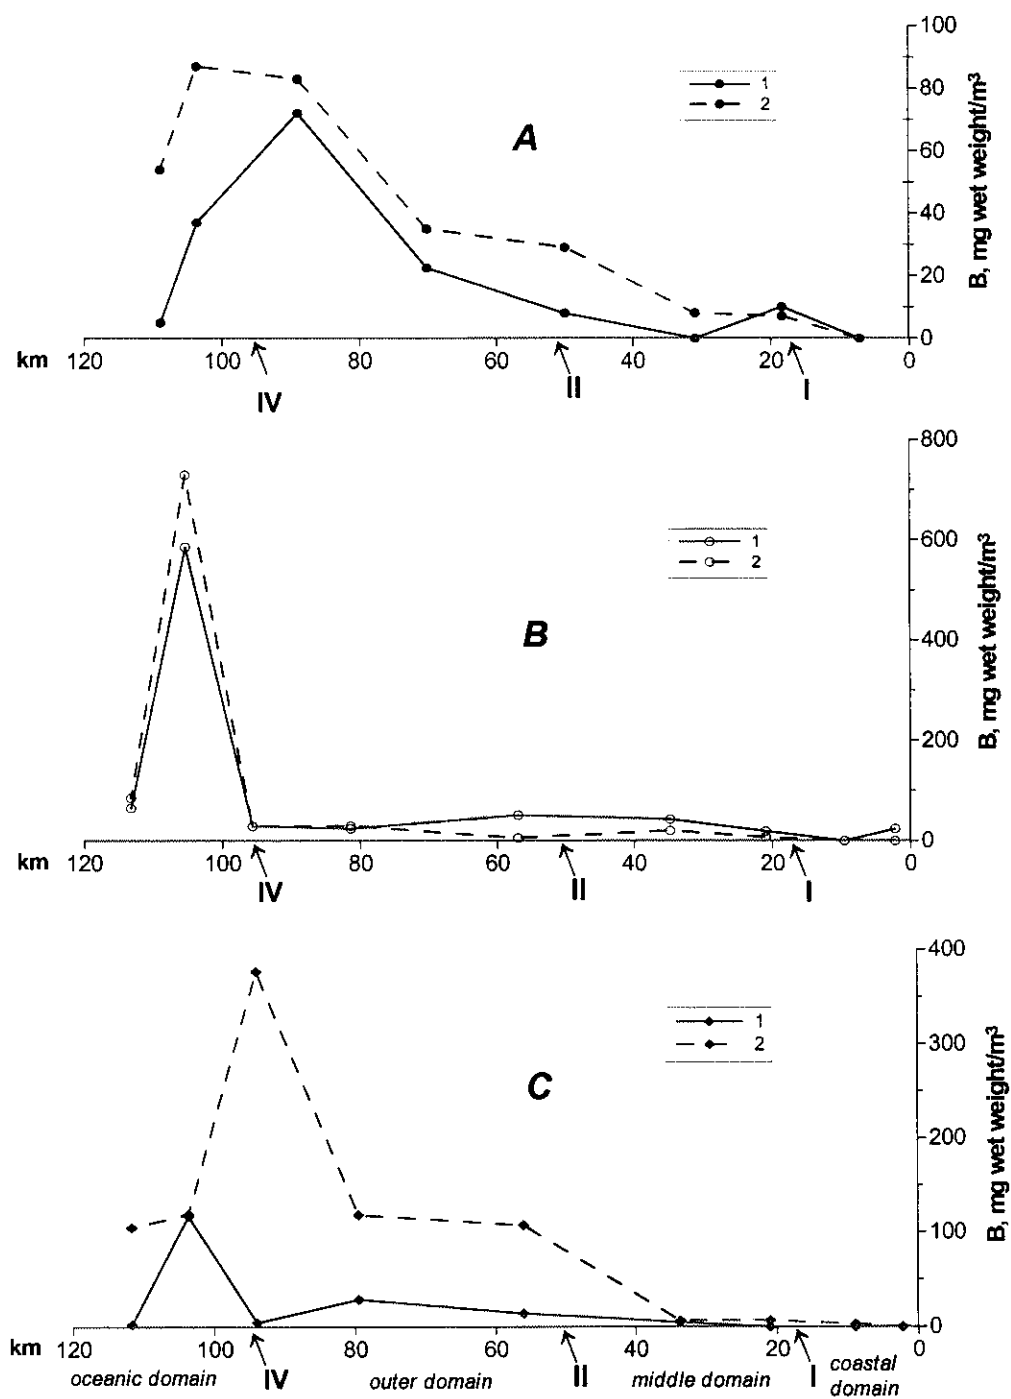 100
80
60
40
20
0
B, mg wet weight/m³
1
2
A
km
120
100
80
60
40
20
0
IV
II
I
800
600
400
200
0
B, mg wet weight/m³
1
2
B
km
120
100
80
60
40
20
0
IV
II
I
400
300
200
100
0
B, mg wet weight/m³
1
2
C
km
120
100
80
60
40
20
0
oceanic domain
IV
outer domain
II
middle domain
I
coastal
domain